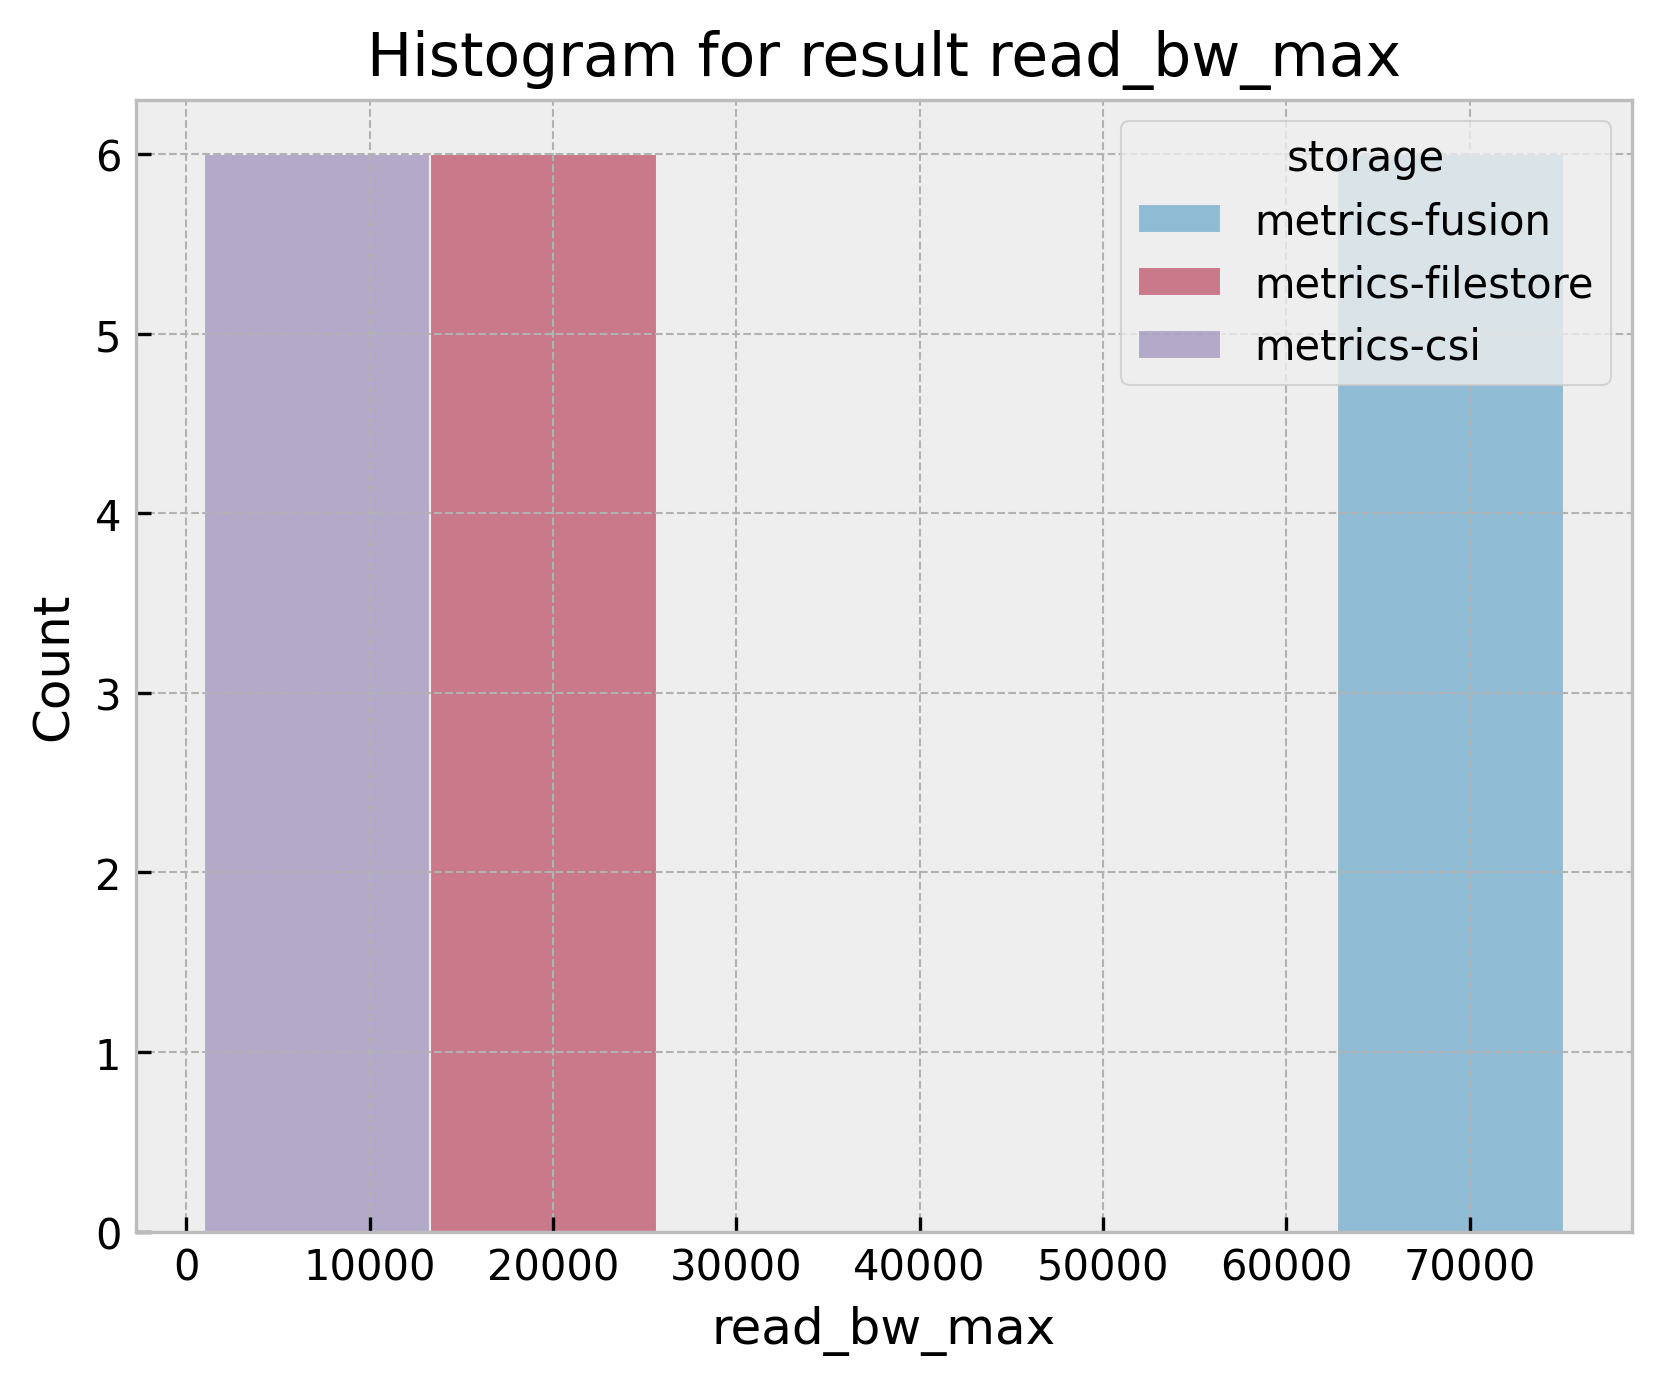 Histogram for result read_bw_max
storage
metrics-fusion
metrics-filestore
metrics-csi
Count
6
5
4
3
2
1
0
0 10000 20000 30000 40000 50000 60000 70000
read_bw_max